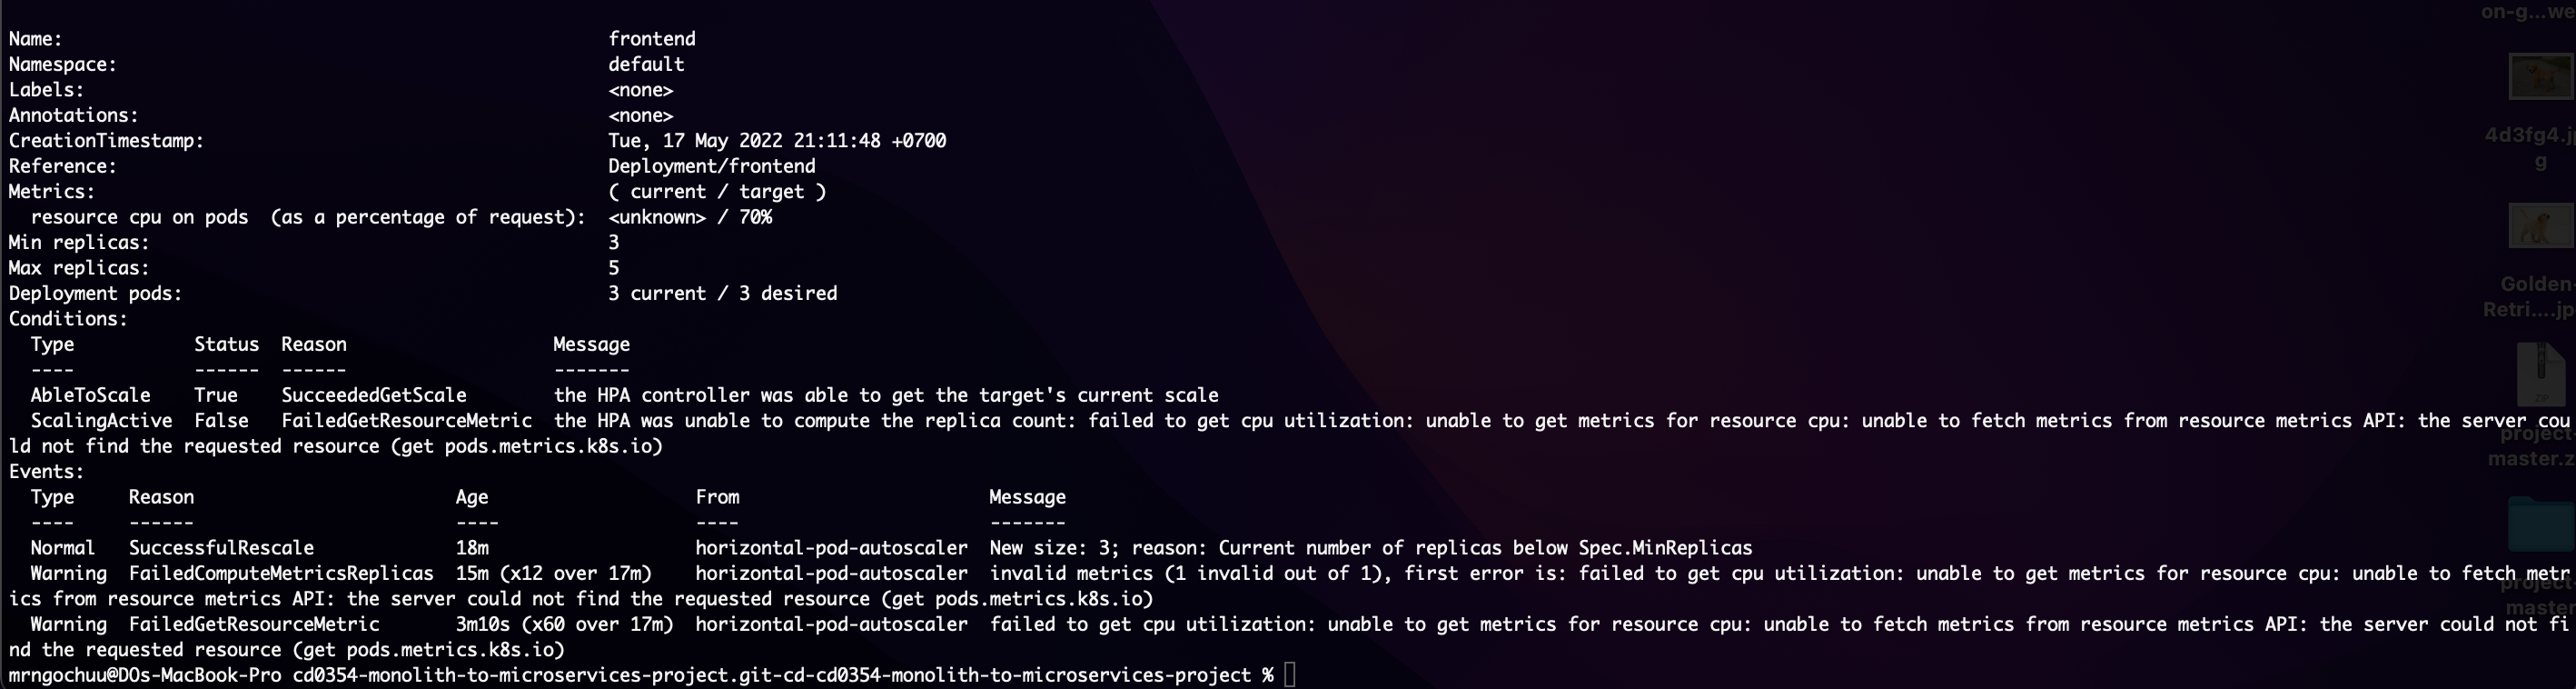 Name:                                                  frontend
Namespace:                                             default
Labels:                                                <none>
Annotations:                                           <none>
CreationTimestamp:                                     Tue, 17 May 2022 21:11:48 +0700
Reference:                                             Deployment/frontend
Metrics:                                               ( current / target )
  resource cpu on pods  (as a percentage of request):  <unknown> / 70%
Min replicas:                                          3
Max replicas:                                          5
Deployment pods:                                       3 current / 3 desired
Conditions:
  Type           Status  Reason                   Message
  ----           ------  ------                   -------
  AbleToScale    True    SucceededGetScale        the HPA controller was able to get the target's current scale
  ScalingActive  False   FailedGetResourceMetric  the HPA was unable to compute the replica count: failed to get cpu utilization: unable to get metrics for resource cpu: unable to fetch metrics from resource metrics API: the server cou
ld not find the requested resource (get pods.metrics.k8s.io)
Events:
  Type     Reason                        Age                   From                       Message
  ----     ------                        ----                  ----                       -------
  Normal   SuccessfulRescale             18m                   horizontal-pod-autoscaler  New size: 3; reason: Current number of replicas below Spec.MinReplicas
  Warning  FailedComputeMetricsReplicas  15m (x12 over 17m)    horizontal-pod-autoscaler  invalid metrics (1 invalid out of 1), first error is: failed to get cpu utilization: unable to get metrics for resource cpu: unable to fetch metr
ics from resource metrics API: the server could not find the requested resource (get pods.metrics.k8s.io)
  Warning  FailedGetResourceMetric       3m10s (x60 over 17m)  horizontal-pod-autoscaler  failed to get cpu utilization: unable to get metrics for resource cpu: unable to fetch metrics from resource metrics API: the server could not fi
nd the requested resource (get pods.metrics.k8s.io)
mrngochuu@DOs-MacBook-Pro cd0354-monolith-to-microservices-project.git-cd-cd0354-monolith-to-microservices-project %
on-g...we
4d3fg4.j
g
Golden-
Retri....jp
ZIP
project-
master.z
project-
master